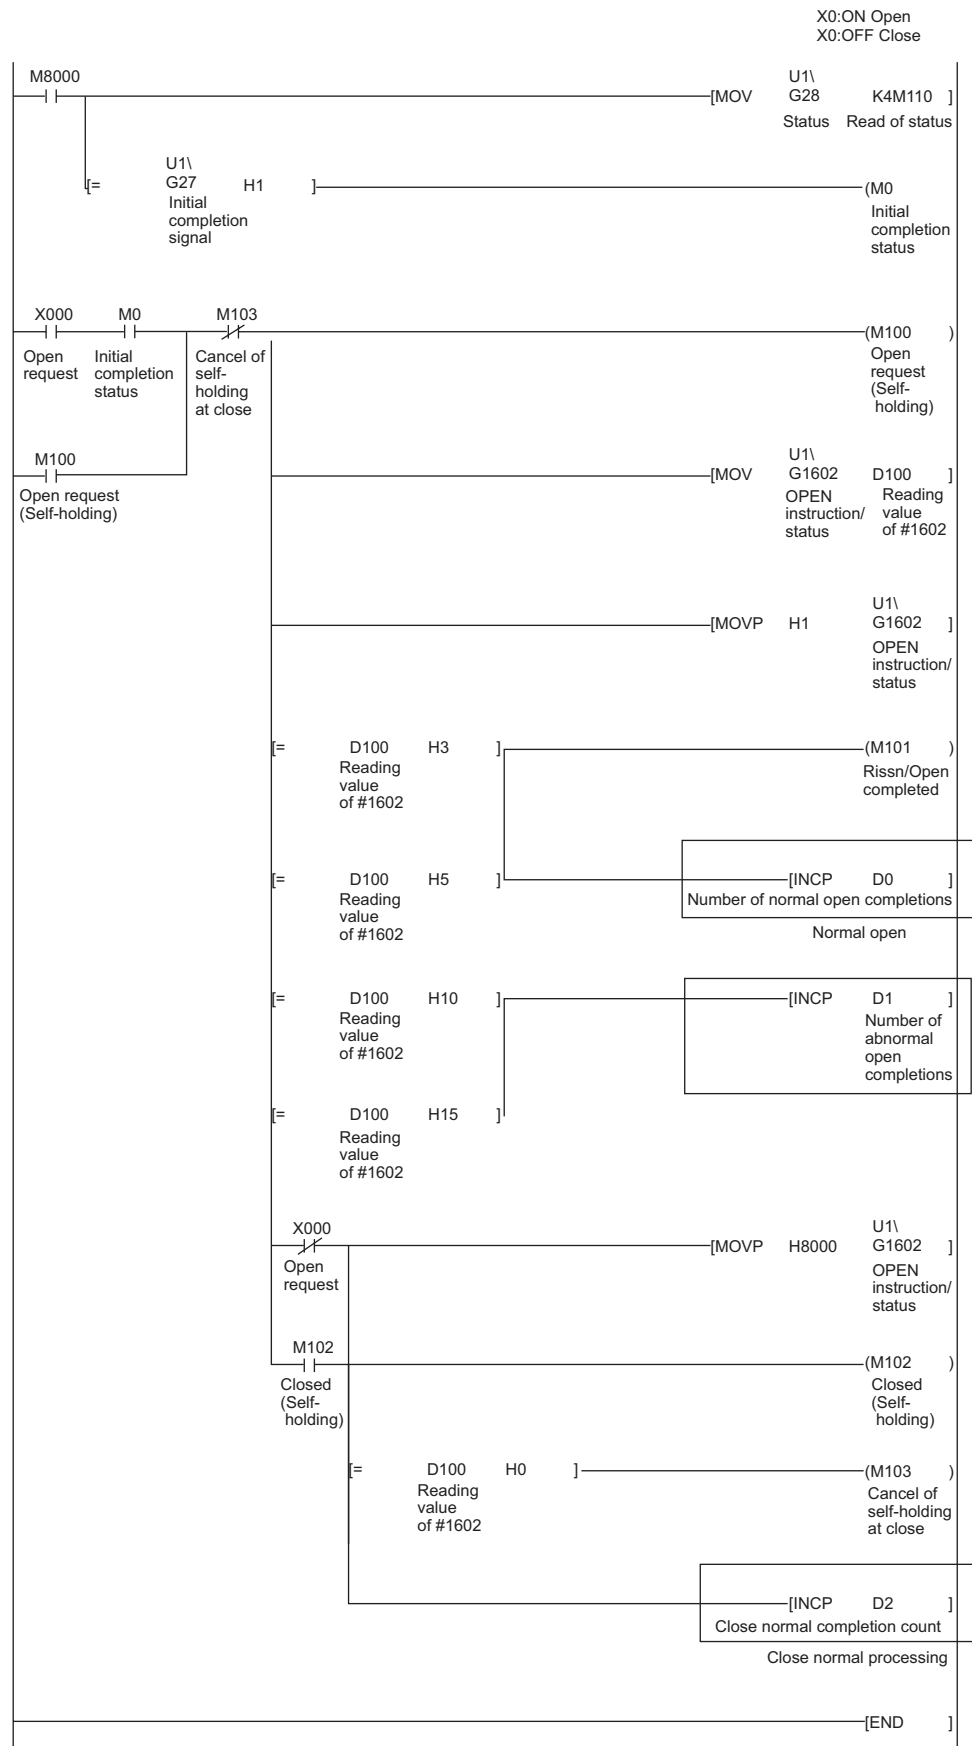 X0:ON Open
X0:OFF Close
M8000
[MOV U1\ G28 K4M110 ]
Status Read of status
[= U1\ G27 H1 ] (M0
Initial completion signal
Initial completion status
X000 M0 M103 (M100 )
Open request
Initial completion status
Cancel of self-holding at close
Open request (Self-holding)
M100
Open request (Self-holding)
[MOV U1\ G1602 D100 ]
OPEN instruction/ status
Reading value of #1602
[MOVP H1 U1\ G1602 ]
OPEN instruction/ status
[= D100 H3 ] (M101 )
Reading value of #1602
Rissn/Open completed
[= D100 H5 ] [INCP D0 ]
Reading value of #1602
Number of normal open completions
Normal open
[= D100 H10 ] [INCP D1 ]
Reading value of #1602
Number of abnormal open completions
[= D100 H15 ]
Reading value of #1602
X000 [MOVP H8000 U1\ G1602 ]
Open request
OPEN instruction/ status
M102 (M102 )
Closed (Self-holding)
Closed (Self-holding)
[= D100 H0 ] (M103 )
Reading value of #1602
Cancel of self-holding at close
[INCP D2 ]
Close normal completion count
Close normal processing
[END ]